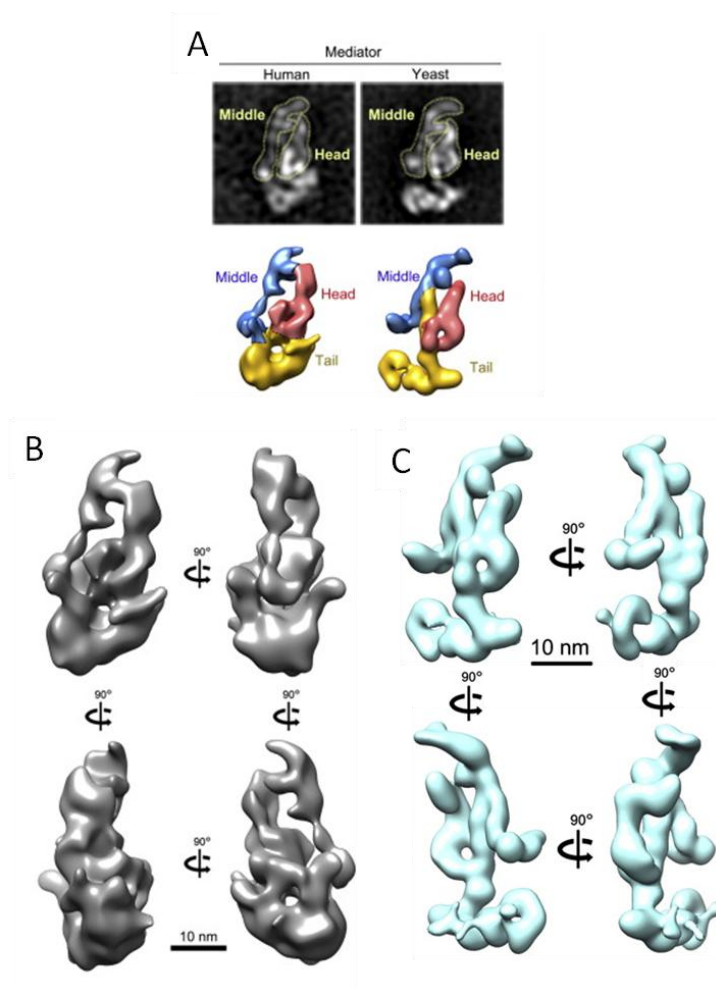 A
Mediator
Human Yeast
Middle Head Middle Head
Middle Head Tail Middle Head Tail
B
90°
90° 90°
90°
10 nm
C
90°
10 nm
90° 90°
90°